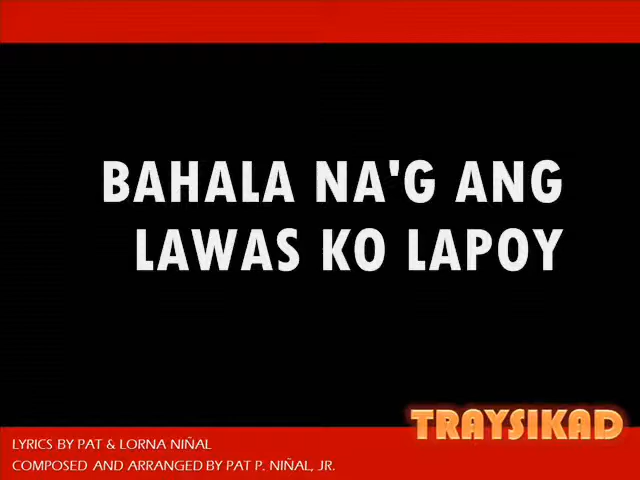 BAHALA NA'G ANG
LAWAS KO LAPOY
TRAYSIKAD
LYRICS BY PAT & LORNA NIÑAL
COMPOSED AND ARRANGED BY PAT P. NIÑAL, JR.